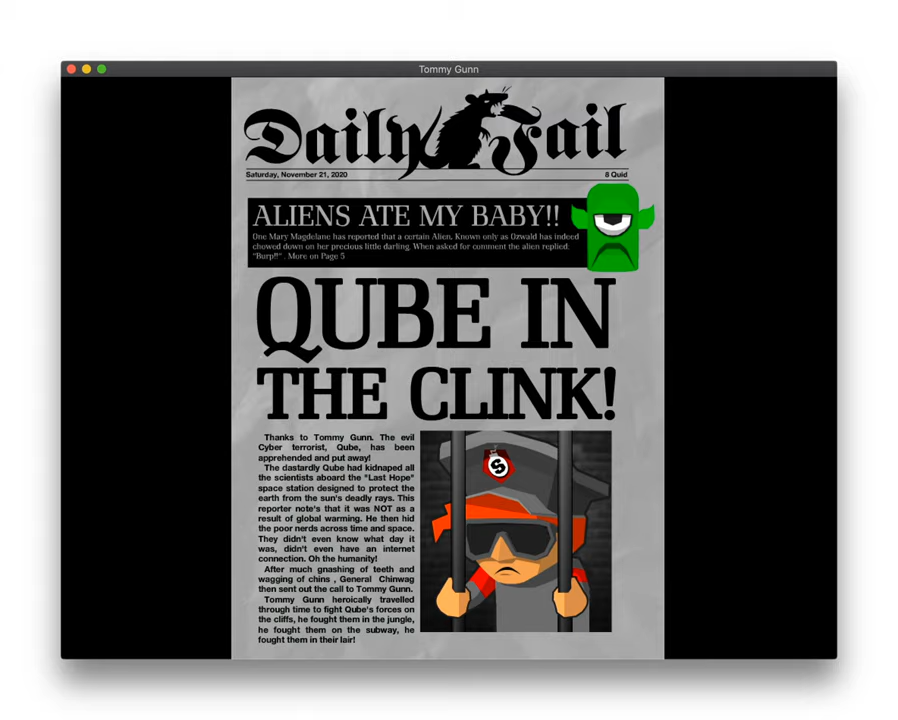 Tommy Gunn
Daily Fail
Saturday, November 21, 2020 8 Quid
ALIENS ATE MY BABY!!
One Mary Magdelane has reported that a certain Alien, Known only as Ozwald has indeed
chowed down on her precious little darling. When asked for comment the alien replied:
"Burp!!" . More on Page 5
QUBE IN
THE CLINK!
Thanks to Tommy Gunn. The evil
Cyber terrorist, Qube, has been
apprehended and put away!
The dastardly Qube had kidnaped all
the scientists aboard the "Last Hope"
space station designed to protect the
earth from the sun's deadly rays. This
reporter note's that it was NOT as a
result of global warming. He then hid
the poor nerds across time and space.
They didn't even know what day it
was, didn't even have an internet
connection. Oh the humanity!
After much gnashing of teeth and
wagging of chins , General Chinwag
then sent out the call to Tommy Gunn.
Tommy Gunn heroically travelled
through time to fight Qube's forces on
the cliffs, he fought them in the jungle,
he fought them on the subway, he
fought them in their lair!
S